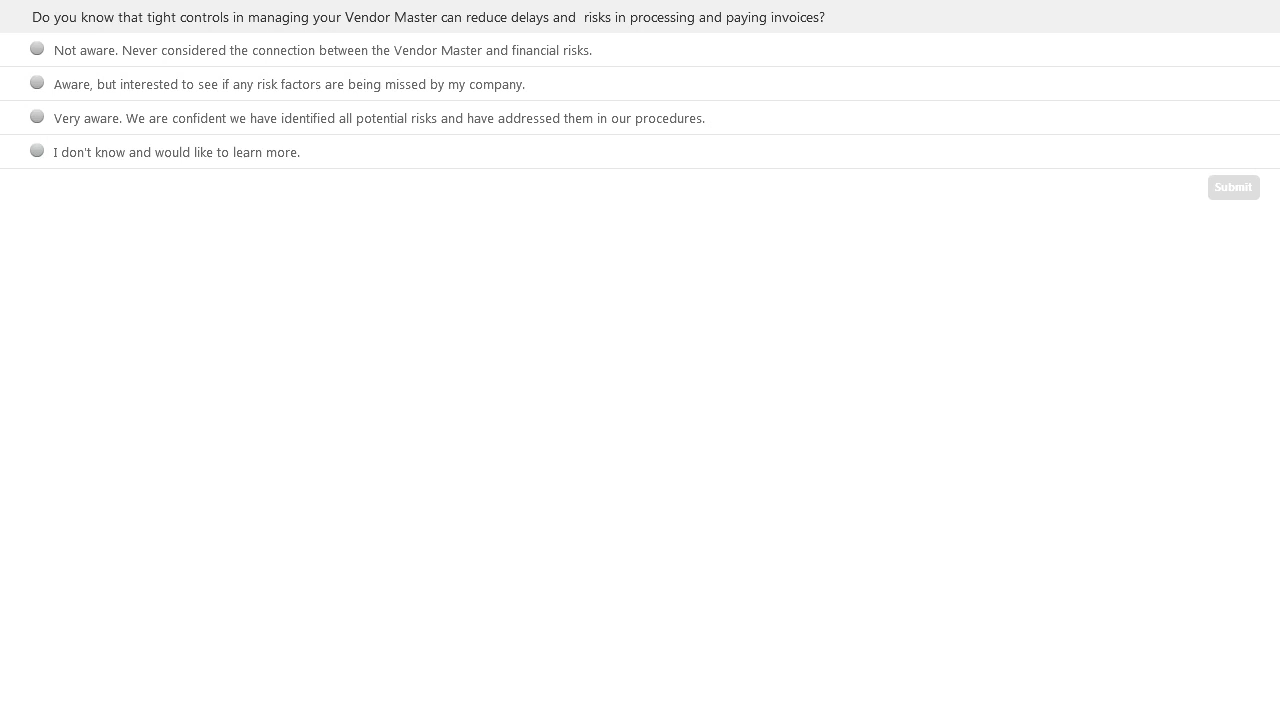 Do you know that tight controls in managing your Vendor Master can reduce delays and  risks in processing and paying invoices?
Not aware. Never considered the connection between the Vendor Master and financial risks.
Aware, but interested to see if any risk factors are being missed by my company.
Very aware. We are confident we have identified all potential risks and have addressed them in our procedures.
I don't know and would like to learn more.
Submit